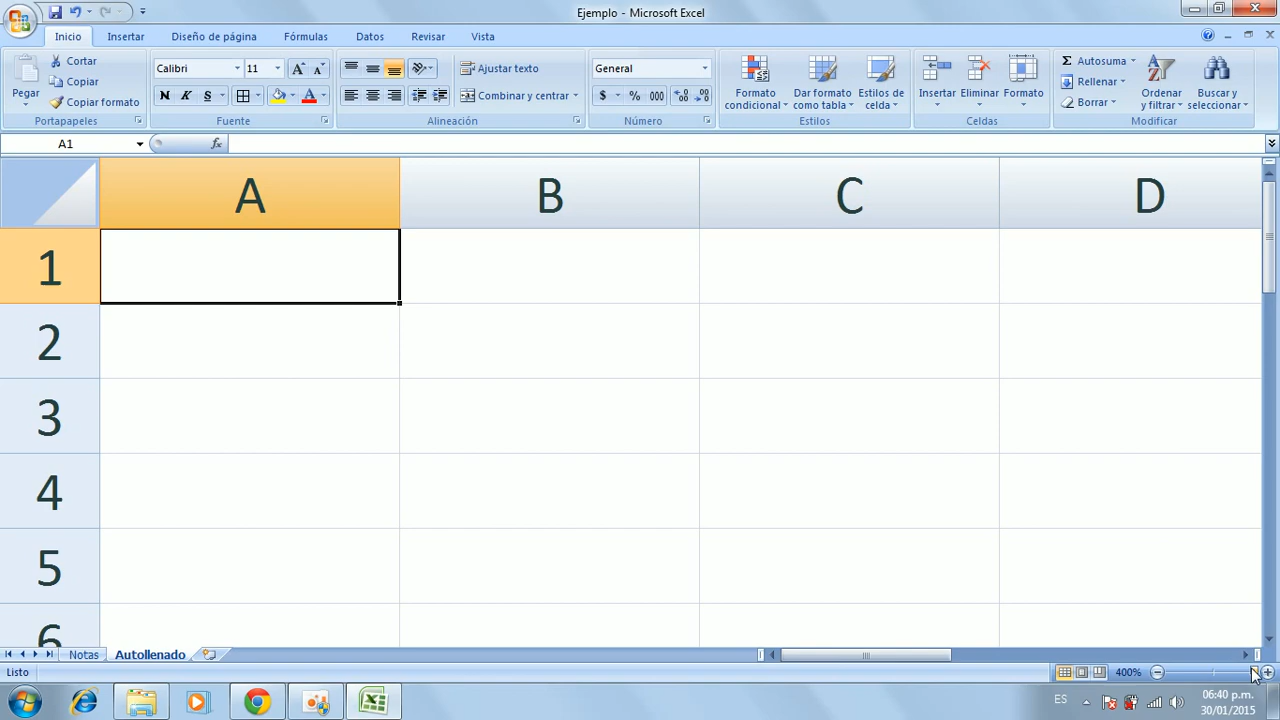 Ejemplo - Microsoft Excel
Inicio Insertar Diseño de página Fórmulas Datos Revisar Vista
Pegar
Cortar
Copiar
Copiar formato
Portapapeles
Calibri 11
N K S
Fuente
Ajustar texto
Combinar y centrar
Alineación
General
$ % 000
Número
Formato condicional
Dar formato como tabla
Estilos de celda
Estilos
Insertar Eliminar Formato
Celdas
Σ Autosuma
Rellenar
Borrar
Ordenar y filtrar
Buscar y seleccionar
Modificar
A1 fx
A B C D
1
2
3
4
5
6
Notas Autollenado
Listo 400%
ES 06:40 p.m.
30/01/2015